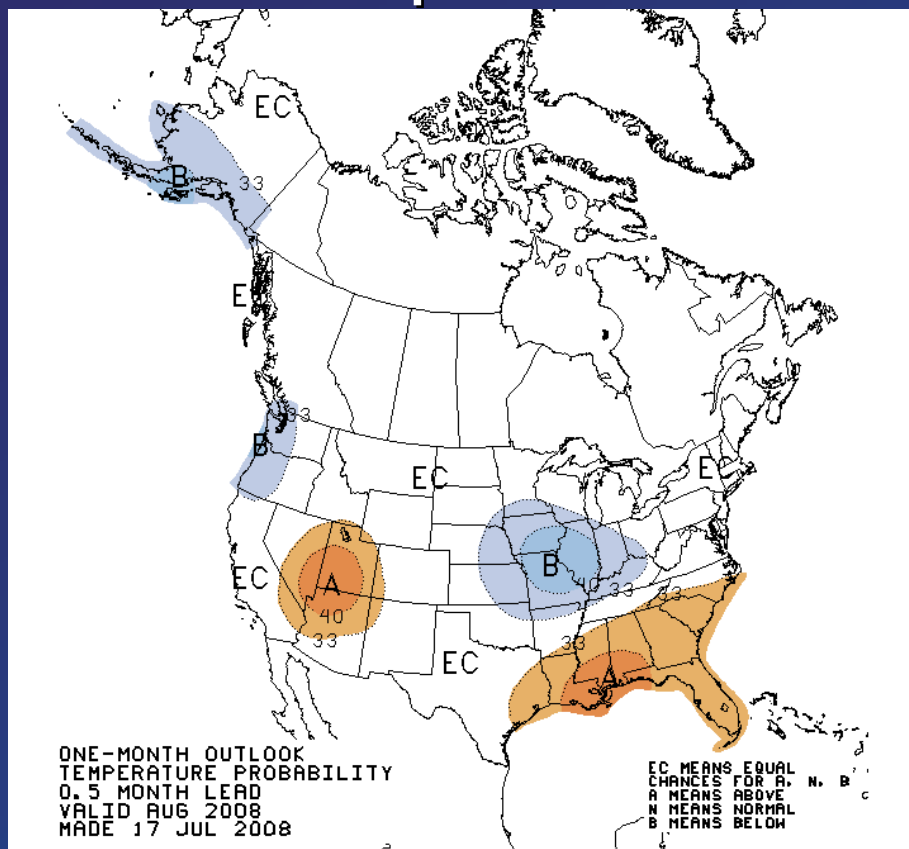 EC
B
33
E
33
B
EC
EC
EC
A
40
33
B
40
33
33
33
EC
A
ONE-MONTH OUTLOOK
TEMPERATURE PROBABILITY
0.5 MONTH LEAD
VALID AUG 2008
MADE 17 JUL 2008
EC MEANS EQUAL
CHANCES FOR A, N, B
A MEANS ABOVE
N MEANS NORMAL
B MEANS BELOW